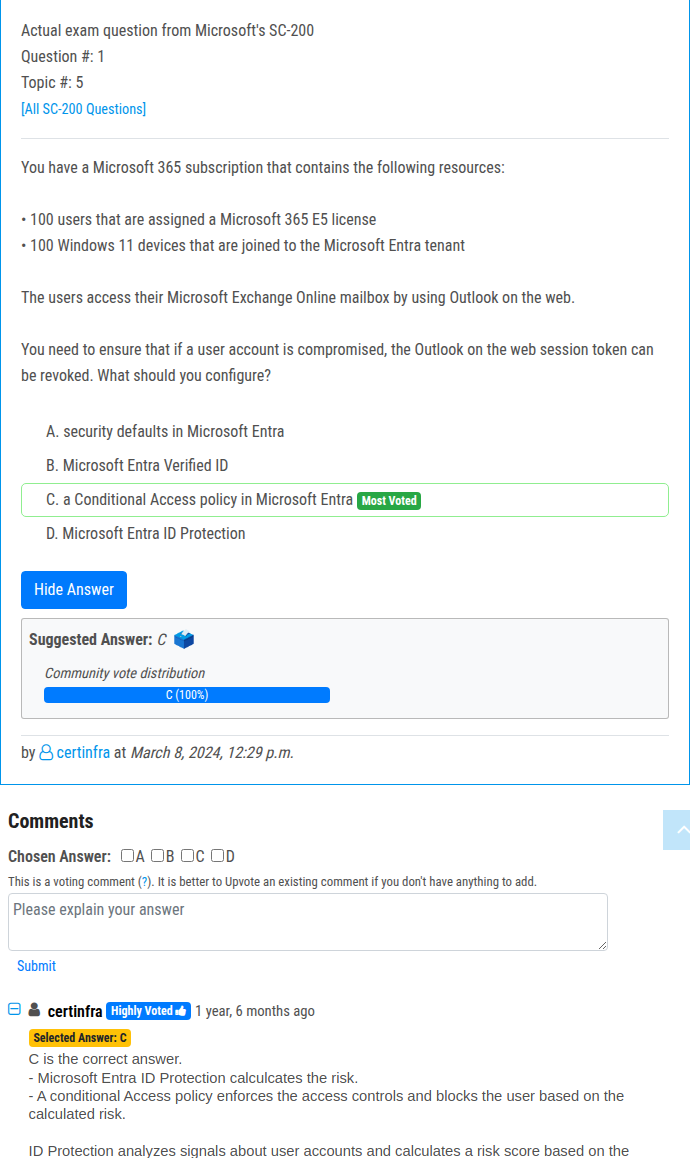 Actual exam question from Microsoft's SC-200
Question #: 1
Topic #: 5
[All SC-200 Questions]
You have a Microsoft 365 subscription that contains the following resources:
• 100 users that are assigned a Microsoft 365 E5 license
• 100 Windows 11 devices that are joined to the Microsoft Entra tenant
The users access their Microsoft Exchange Online mailbox by using Outlook on the web.
You need to ensure that if a user account is compromised, the Outlook on the web session token can
be revoked. What should you configure?
A. security defaults in Microsoft Entra
B. Microsoft Entra Verified ID
C. a Conditional Access policy in Microsoft Entra Most Voted
D. Microsoft Entra ID Protection
Hide Answer
Suggested Answer: C
Community vote distribution
C (100%)
by certinfra at March 8, 2024, 12:29 p.m.
Comments
Chosen Answer: A B C D
This is a voting comment (?). It is better to Upvote an existing comment if you don't have anything to add.
Please explain your answer
Submit
certinfra Highly Voted 1 year, 6 months ago
Selected Answer: C
C is the correct answer.
- Microsoft Entra ID Protection calculcates the risk.
- A conditional Access policy enforces the access controls and blocks the user based on the
calculated risk.
ID Protection analyzes signals about user accounts and calculates a risk score based on the